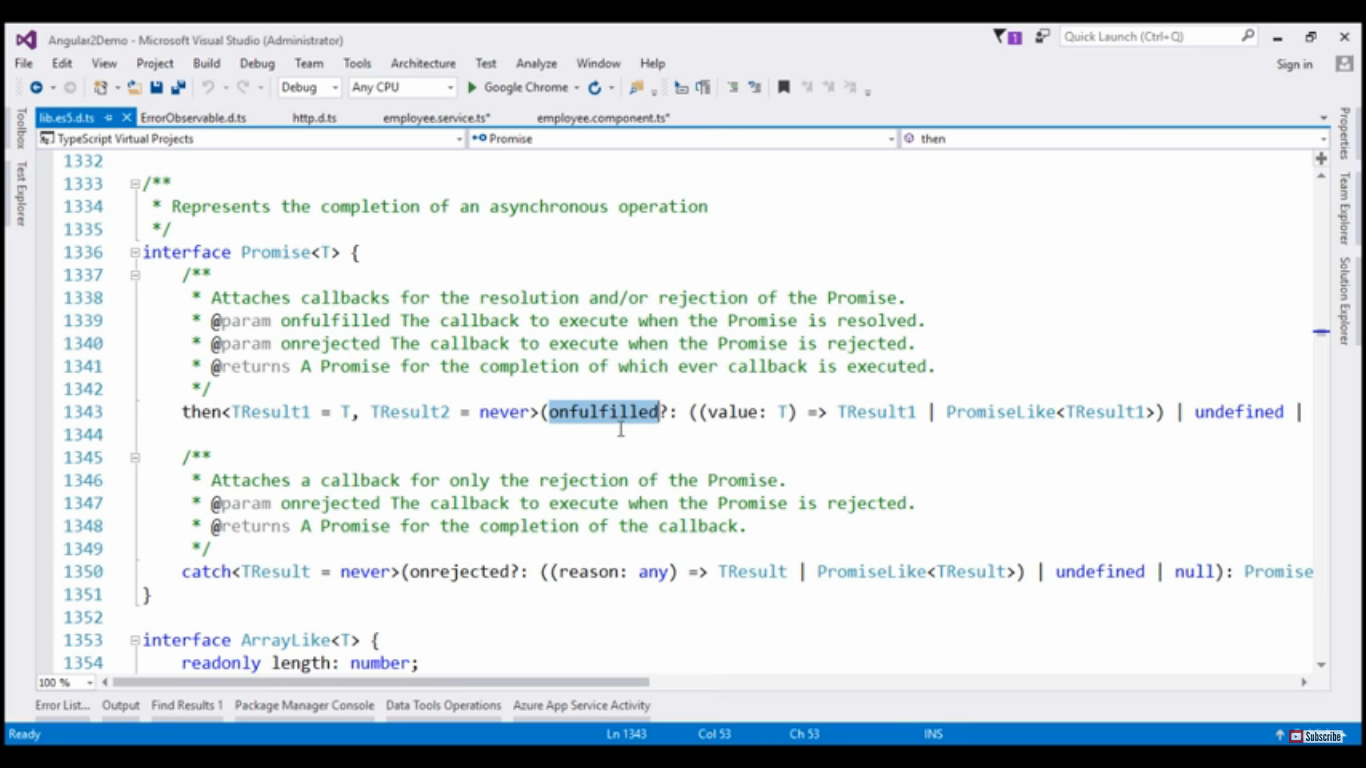 Angular2Demo - Microsoft Visual Studio (Administrator)
1
Quick Launch (Ctrl+Q)
File Edit View Project Build Debug Team Tools Architecture Test Analyze Window Help
Sign in
Debug Any CPU Google Chrome
lib.es5.d.ts ErrorObservable.d.ts http.d.ts employee.service.ts* employee.component.ts*
TypeScript Virtual Projects Promise then
Toolbox
Test Explorer
1332
1333 /**
1334 * Represents the completion of an asynchronous operation
1335 */
1336 interface Promise<T> {
1337 /**
1338 * Attaches callbacks for the resolution and/or rejection of the Promise.
1339 * @param onfulfilled The callback to execute when the Promise is resolved.
1340 * @param onrejected The callback to execute when the Promise is rejected.
1341 * @returns A Promise for the completion of which ever callback is executed.
1342 */
1343 then<TResult1 = T, TResult2 = never>(onfulfilled?: ((value: T) => TResult1 | PromiseLike<TResult1>) | undefined |
1344
1345 /**
1346 * Attaches a callback for only the rejection of the Promise.
1347 * @param onrejected The callback to execute when the Promise is rejected.
1348 * @returns A Promise for the completion of the callback.
1349 */
1350 catch<TResult = never>(onrejected?: ((reason: any) => TResult | PromiseLike<TResult>) | undefined | null): Promise
1351 }
1352
1353 interface ArrayLike<T> {
1354 readonly length: number;
Properties
Team Explorer
Solution Explorer
100 %
Error List... Output Find Results 1 Package Manager Console Data Tools Operations Azure App Service Activity
Ready Ln 1343 Col 53 Ch 53 INS
Subscribe